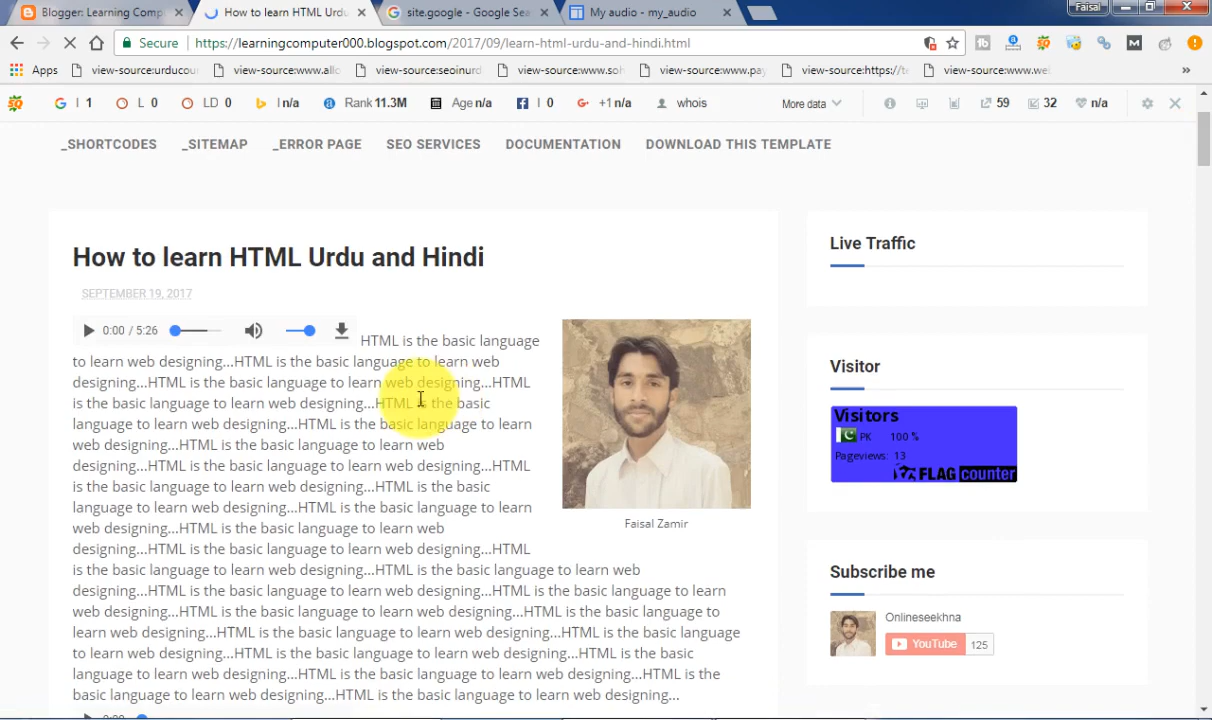 Blogger: Learning Comp
How to learn HTML Urdu
site.google - Google Sea
My audio - my_audio
Faisal
Secure
https://learningcomputer000.blogspot.com/2017/09/learn-html-urdu-and-hindi.html
Apps
view-source:urducou
view-source:www.allo
view-source:seoinurd
view-source:www.soh
view-source:www.pay
view-source:https://te
view-source:www.wel
I 1
L 0
LD 0
I n/a
Rank 11.3M
Age n/a
I 0
+1 n/a
whois
More data
59
32
n/a
_SHORTCODES
_SITEMAP
_ERROR PAGE
SEO SERVICES
DOCUMENTATION
DOWNLOAD THIS TEMPLATE
How to learn HTML Urdu and Hindi
SEPTEMBER 19, 2017
0:00 / 5:26
HTML is the basic language
to learn web designing...HTML is the basic language to learn web
designing...HTML is the basic language to learn web designing...HTML
is the basic language to learn web designing...HTML is the basic
language to learn web designing...HTML is the basic language to learn
web designing...HTML is the basic language to learn web
designing...HTML is the basic language to learn web designing...HTML
is the basic language to learn web designing...HTML is the basic
language to learn web designing...HTML is the basic language to learn
web designing...HTML is the basic language to learn web
designing...HTML is the basic language to learn web designing...HTML
is the basic language to learn web designing...HTML is the basic language to learn web
designing...HTML is the basic language to learn web designing...HTML is the basic language to learn
web designing...HTML is the basic language to learn web designing...HTML is the basic language to
learn web designing...HTML is the basic language to learn web designing...HTML is the basic language
to learn web designing...HTML is the basic language to learn web designing...HTML is the basic
language to learn web designing...HTML is the basic language to learn web designing...HTML is the
basic language to learn web designing...HTML is the basic language to learn web designing...
Faisal Zamir
0:00
Live Traffic
Visitor
Visitors
PK 100 %
Pageviews: 13
FLAG counter
Subscribe me
Onlineseekhna
YouTube
125